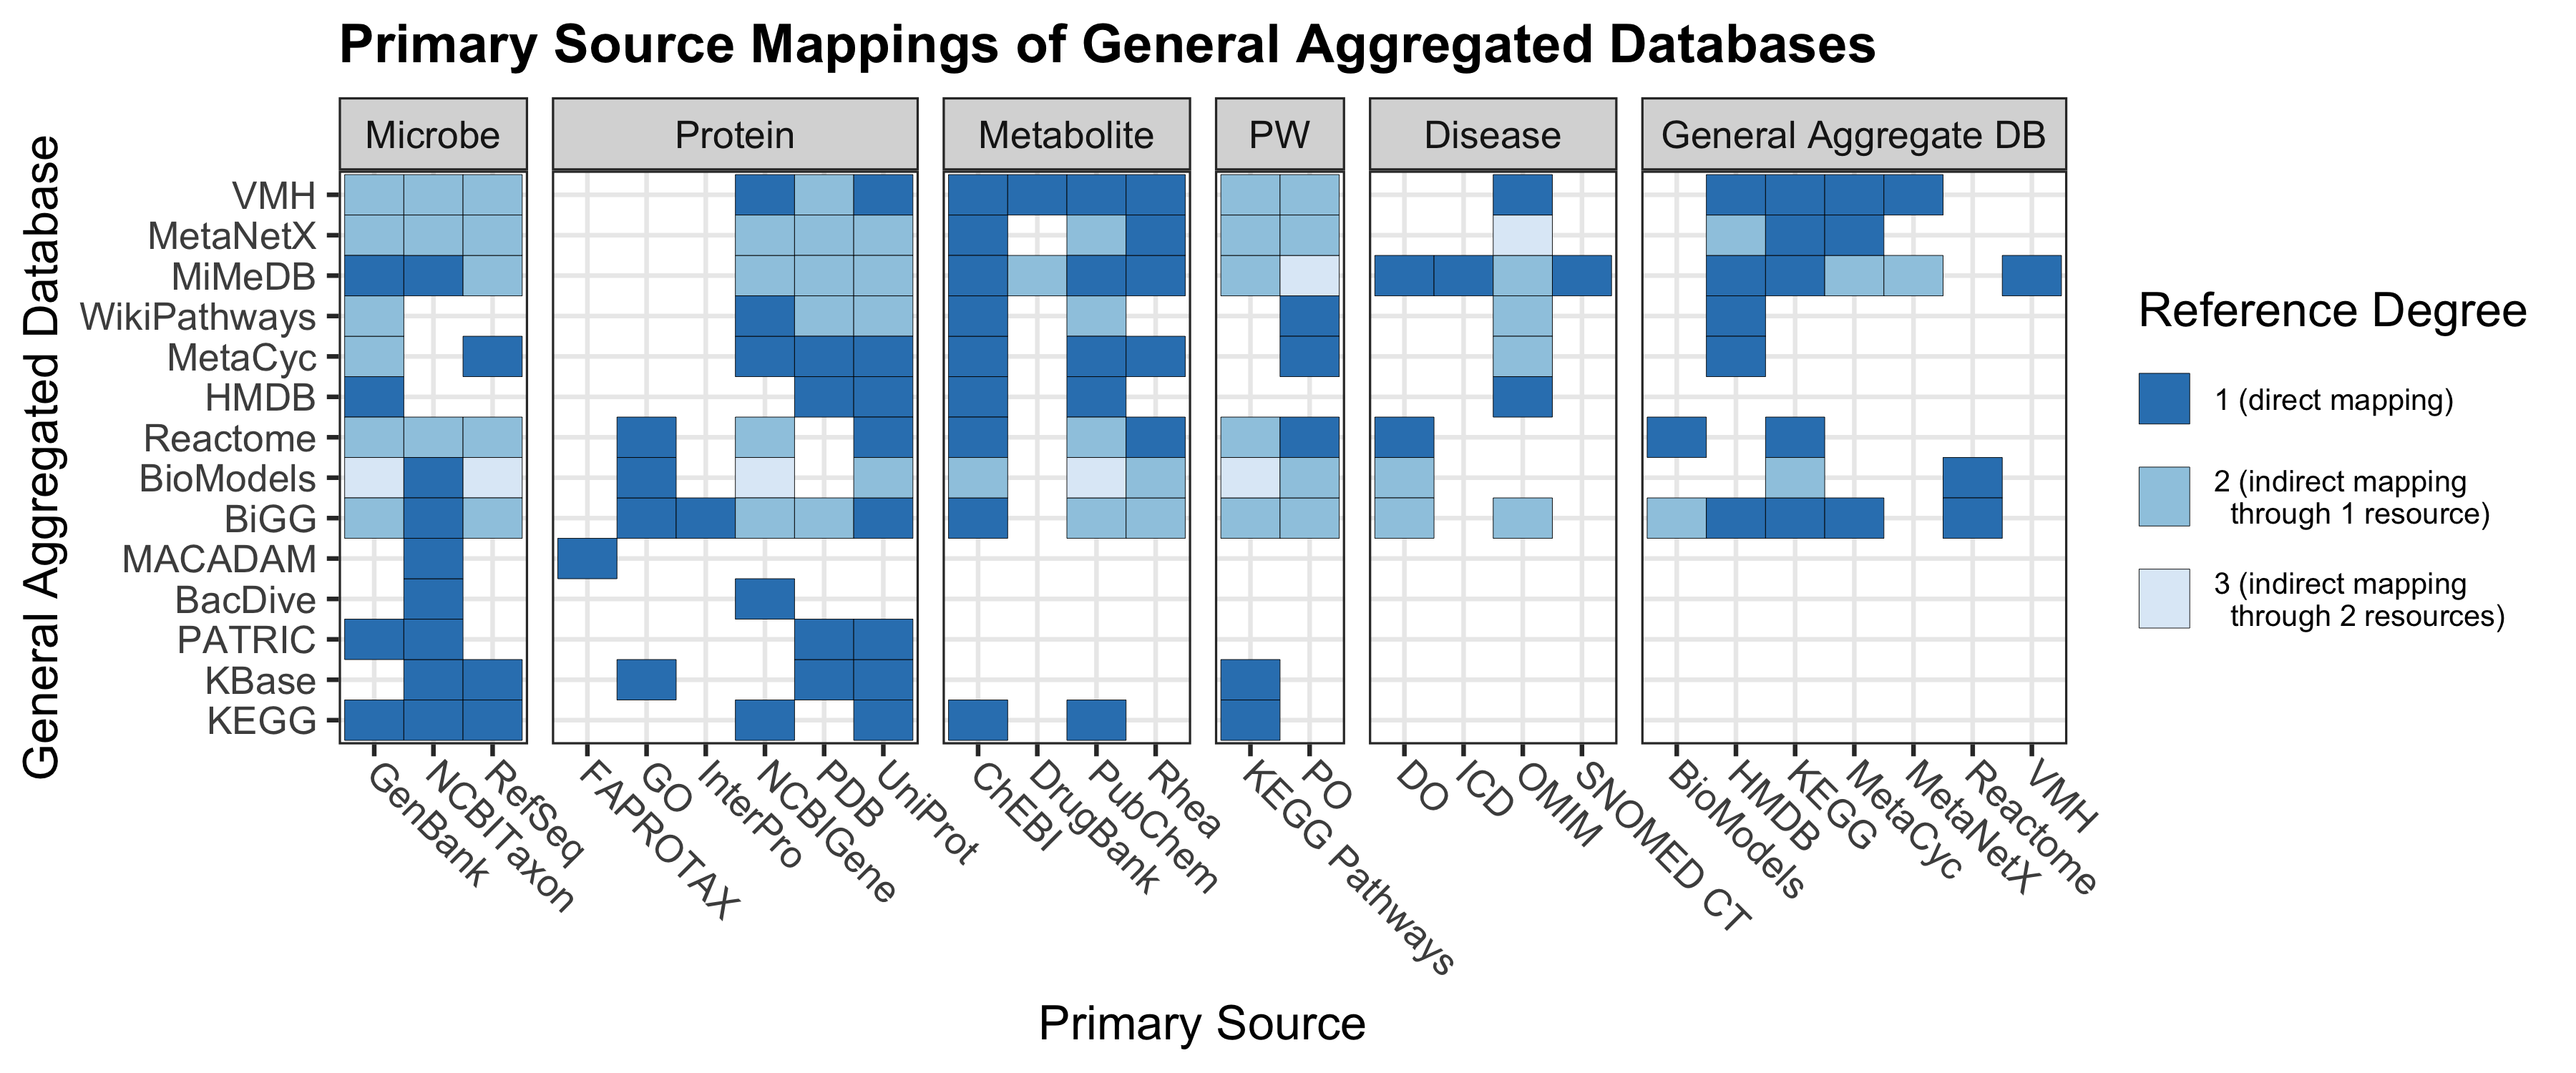 Primary Source Mappings of General Aggregated Databases
Microbe
Protein
Metabolite
PW
Disease
General Aggregate DB
General Aggregated Database
VMH
MetaNetX
MiMeDB
WikiPathways
MetaCyc
HMDB
Reactome
BioModels
BiGG
MACADAM
BacDive
PATRIC
KBase
KEGG
GenBank
NCBITaxon
RefSeq
FAPROTAX
GO
InterPro
NCBIGene
PDB
UniProt
ChEBI
DrugBank
PubChem
Rhea
KEGG Pathways
PO
DO
ICD
OMIM
SNOMED CT
BioModels
HMDB
KEGG
MetaCyc
MetaNetX
Reactome
VMH
Primary Source
Reference Degree
1 (direct mapping)
2 (indirect mapping
through 1 resource)
3 (indirect mapping
through 2 resources)